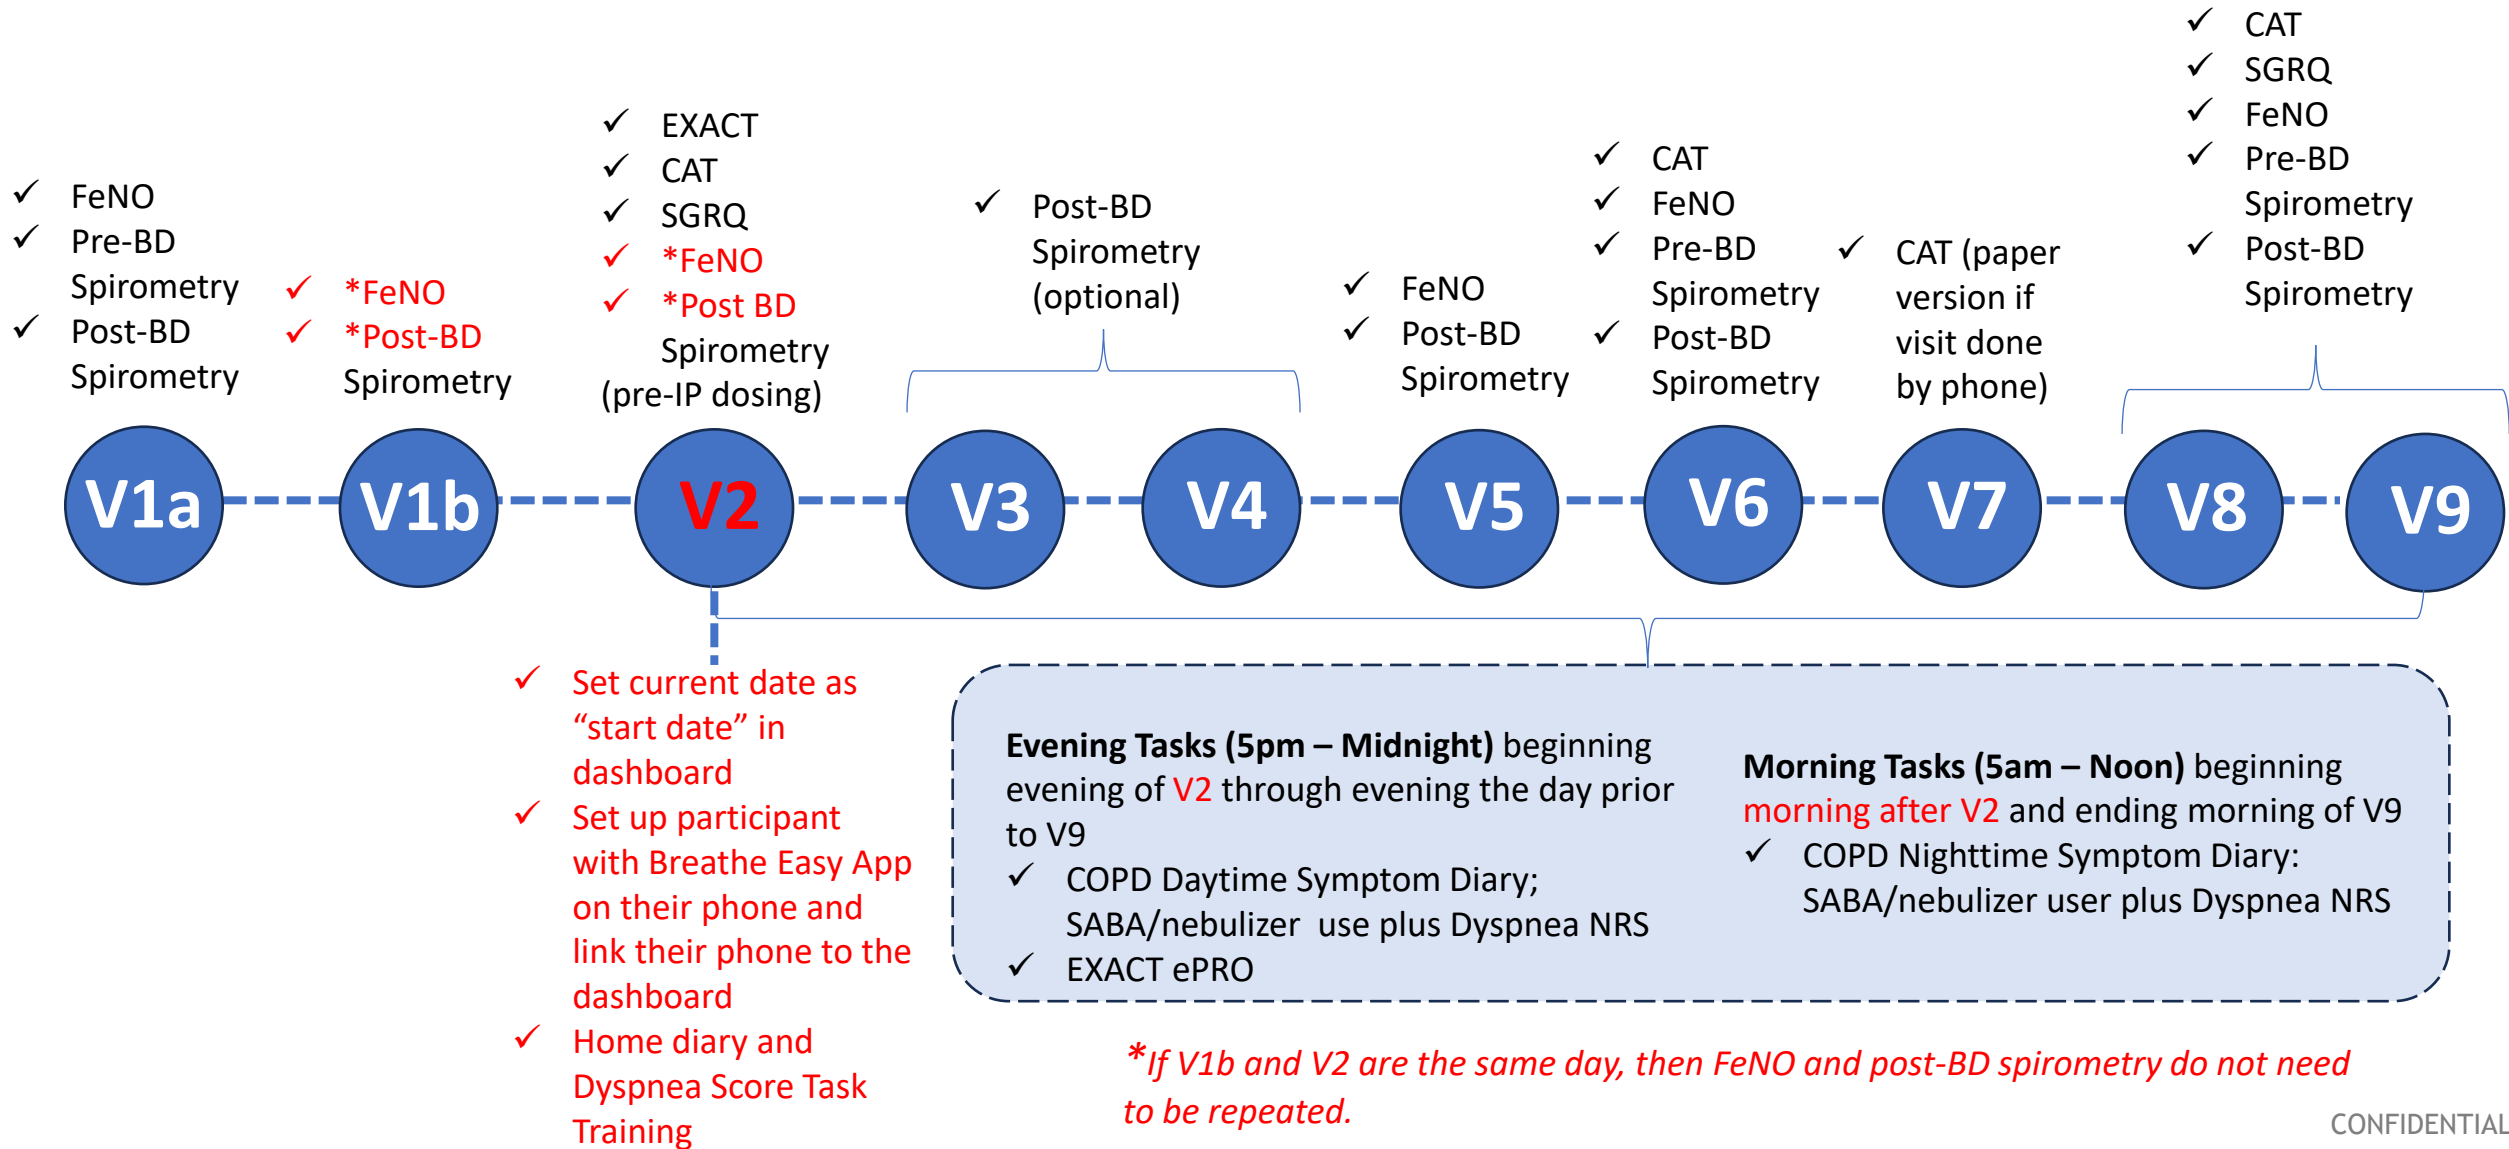 ✓ FeNO
✓ Pre-BD
Spirometry
✓ Post-BD
Spirometry
✓ *FeNO
✓ *Post-BD
Spirometry
✓ EXACT
✓ CAT
✓ SGRQ
✓ *FeNO
✓ *Post BD
Spirometry
(pre-IP dosing)
✓ Post-BD
Spirometry
(optional)
✓ FeNO
✓ Post-BD
Spirometry
✓ CAT
✓ FeNO
✓ Pre-BD
Spirometry
✓ Post-BD
Spirometry
✓ CAT (paper
version if
visit done
by phone)
✓ CAT
✓ SGRQ
✓ FeNO
✓ Pre-BD
Spirometry
✓ Post-BD
Spirometry
V1a
V1b
V2
V3
V4
V5
V6
V7
V8
V9
✓ Set current date as
“start date” in
dashboard
✓ Set up participant
with Breathe Easy App
on their phone and
link their phone to the
dashboard
✓ Home diary and
Dyspnea Score Task
Training
Evening Tasks (5pm – Midnight) beginning
evening of V2 through evening the day prior
to V9
✓ COPD Daytime Symptom Diary;
SABA/nebulizer use plus Dyspnea NRS
✓ EXACT ePRO
Morning Tasks (5am – Noon) beginning
morning after V2 and ending morning of V9
✓ COPD Nighttime Symptom Diary:
SABA/nebulizer user plus Dyspnea NRS
*If V1b and V2 are the same day, then FeNO and post-BD spirometry do not need
to be repeated.
CONFIDENTIAL